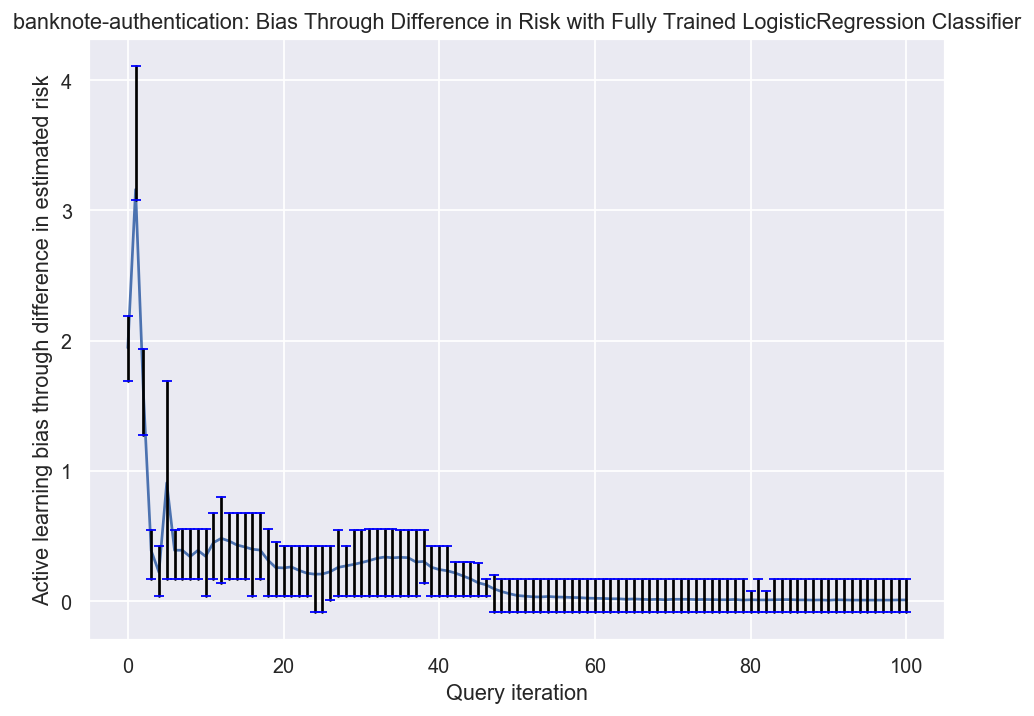 banknote-authentication: Bias Through Difference in Risk with Fully Trained LogisticRegression Classifier
Active learning bias through difference in estimated risk
4
3
2
1
0
0 20 40 60 80 100
Query iteration